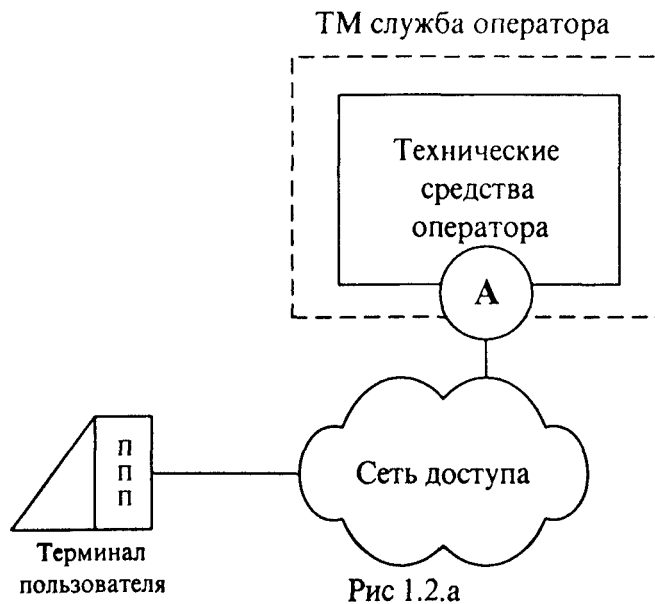 ТМ служба оператора
Технические
средства
оператора
А
Сеть доступа
П
П
П
Терминал
пользователя
Рис 1.2.а